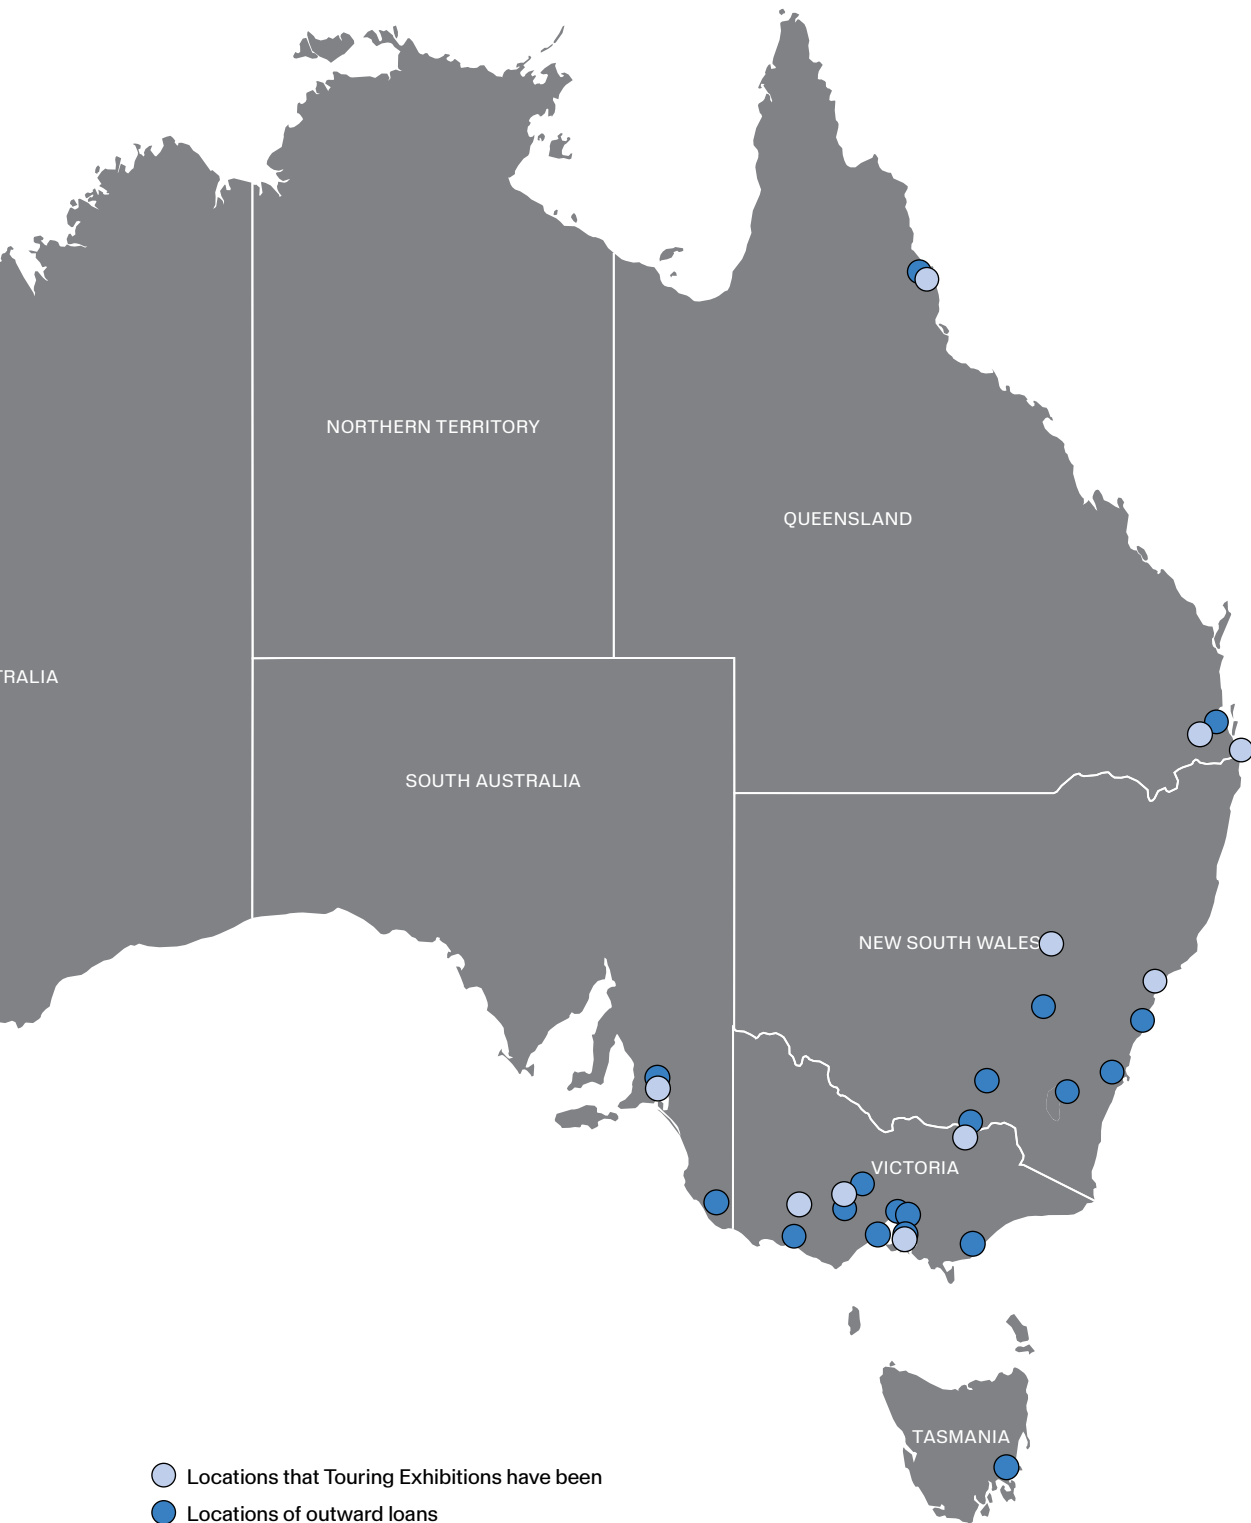 NORTHERN TERRITORY
QUEENSLAND
TRALIA
SOUTH AUSTRALIA
NEW SOUTH WALES
VICTORIA
TASMANIA
Locations that Touring Exhibitions have been
Locations of outward loans